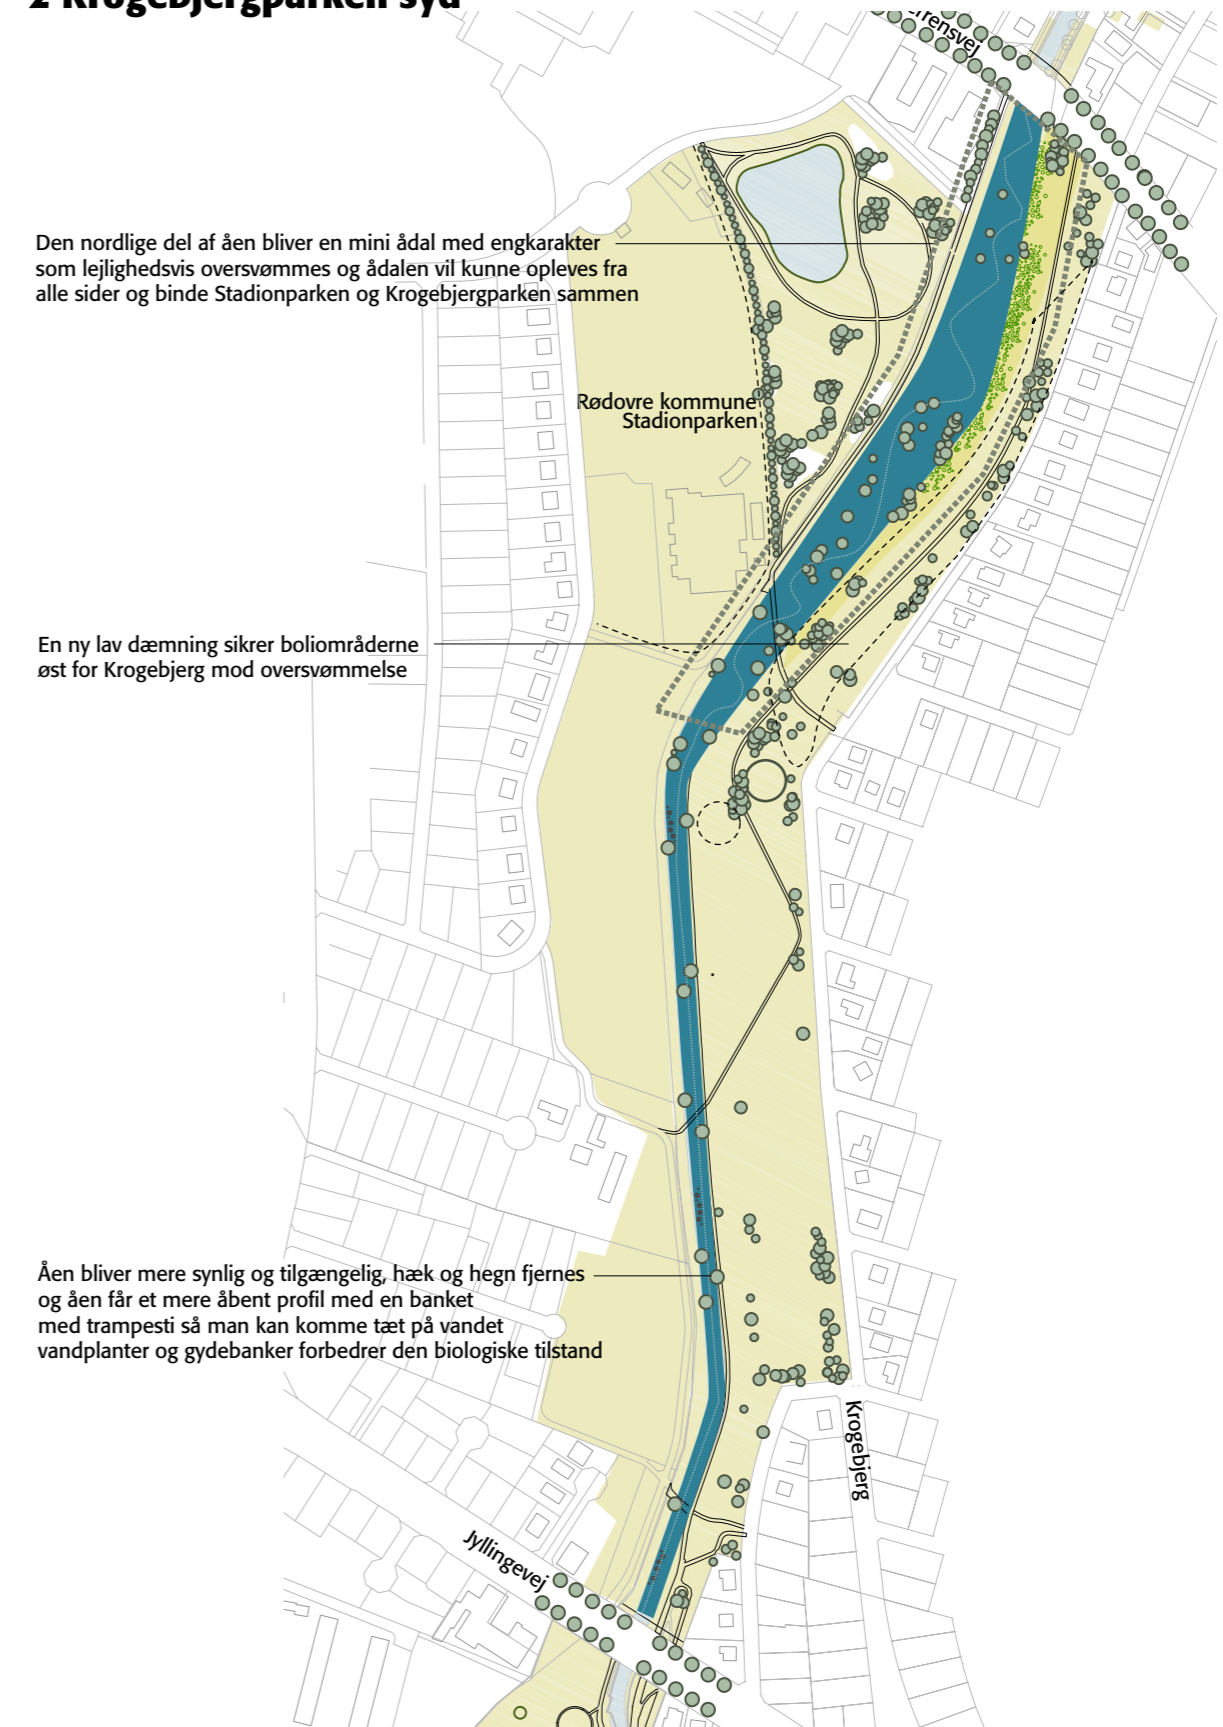 2 Krogebjergparken syd
Den nordlige del af åen bliver en mini ådal med engkarakter
som lejlighedsvis oversvømmes og ådalen vil kunne opleves fra
alle sider og binde Stadionparken og Krogebjergparken sammen
Rødovre kommune
Stadionparken
En ny lav dæmning sikrer boliområderne
øst for Krogebjerg mod oversvømmelse
Åen bliver mere synlig og tilgængelig, hæk og hegn fjernes
og åen får et mere åbent profil med en banket
med trampesti så man kan komme tæt på vandet
vandplanter og gydebanker forbedrer den biologiske tilstand
Krogebjerg
Jyllingevej